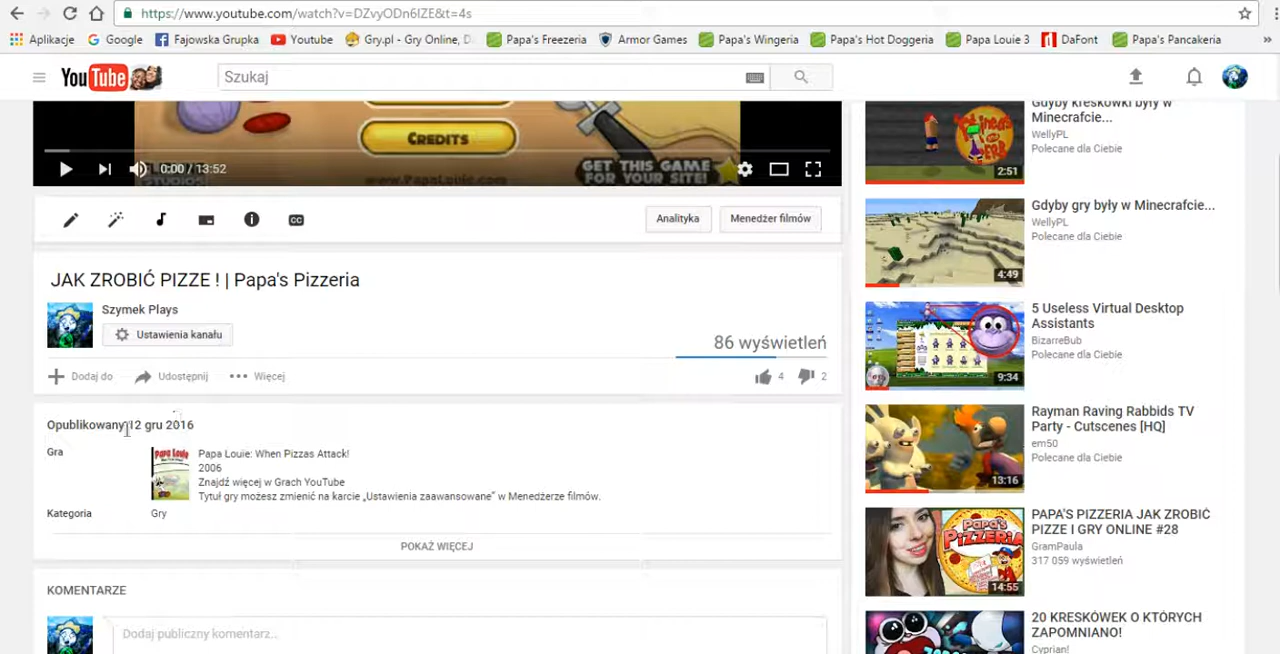 https://www.youtube.com/watch?v=DZvyODn6IZE&t=4s
Aplikacje Google Fajowska Grupka Youtube Gry.pl - Gry Online, D Papa's Freezeria Armor Games Papa's Wingeria Papa's Hot Doggeria Papa Louie 3 DaFont Papa's Pancakeria »
YouTube Szukaj
CREDITS
GET THIS GAME
FOR YOUR SITE!
www.PapaLouie.com
STUDIOS
0:00 / 13:52
Analityka Menedżer filmów
JAK ZROBIĆ PIZZE ! | Papa's Pizzeria
Szymek Plays
Ustawienia kanału
86 wyświetleń
Dodaj do Udostępnij Więcej 4 2
Opublikowany 12 gru 2016
Gra
Papa Louie: When Pizzas Attack!
2006
Znajdź więcej w Grach YouTube
Tytuł gry możesz zmienić na karcie „Ustawienia zaawansowane” w Menedżerze filmów.
Kategoria Gry
POKAŻ WIĘCEJ
KOMENTARZE
Dodaj publiczny komentarz..
Gdyby kreskówki były w
Minecrafcie...
WellyPL
Polecane dla Ciebie
2:51
Gdyby gry były w Minecrafcie...
WellyPL
Polecane dla Ciebie
4:49
5 Useless Virtual Desktop
Assistants
BizarreBub
Polecane dla Ciebie
9:34
Rayman Raving Rabbids TV
Party - Cutscenes [HQ]
em50
Polecane dla Ciebie
13:16
PAPA'S PIZZERIA JAK ZROBIĆ
PIZZE I GRY ONLINE #28
GramPaula
317 059 wyświetleń
Papa's
PIZZERIA
14:55
20 KRESKÓWEK O KTÓRYCH
ZAPOMNIANO!
Cyprian!